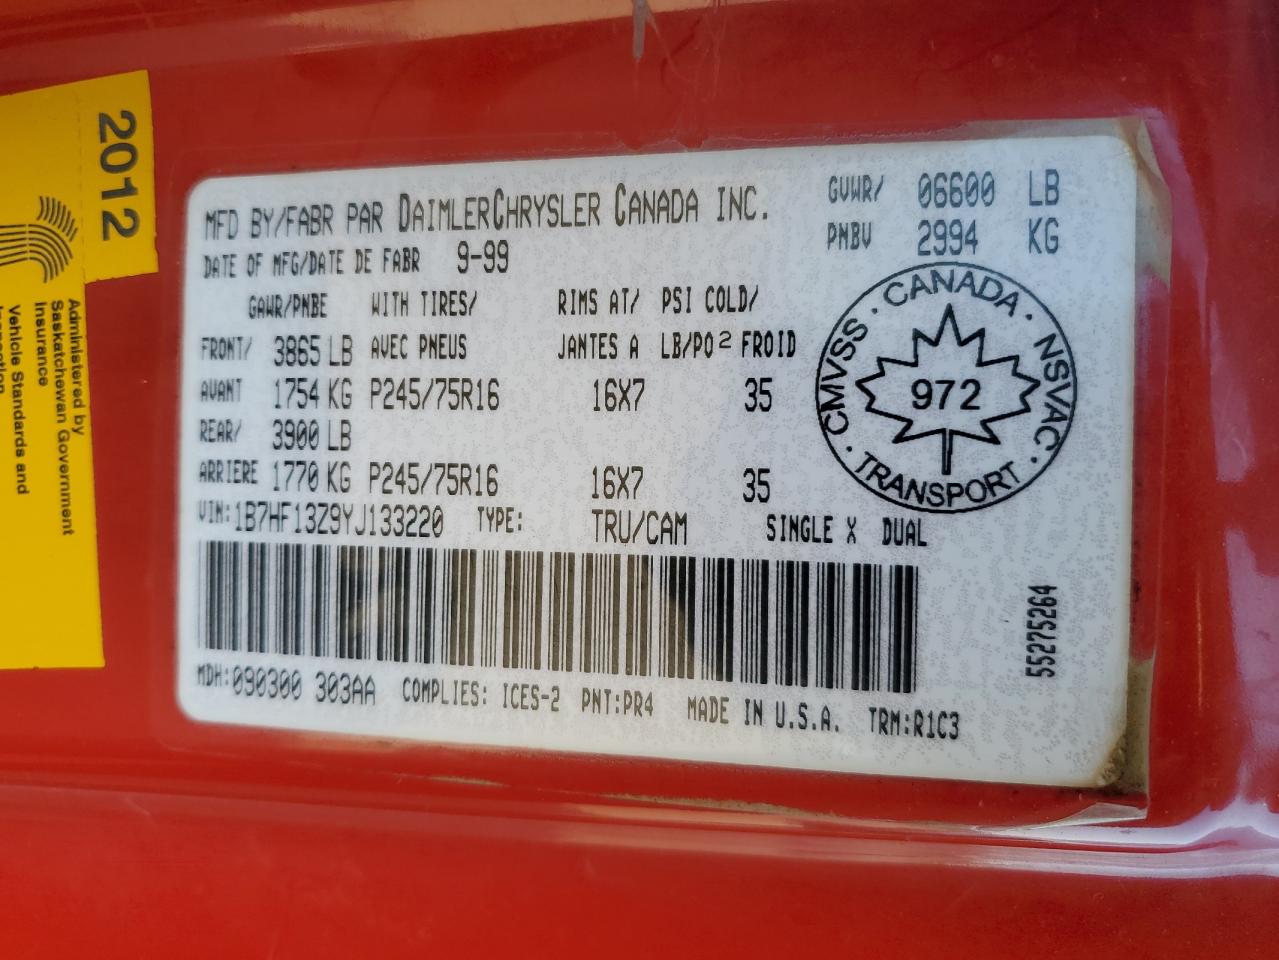 2012
Administered by
Saskatchewan Government
Insurance
Vehicle Standards and
MFD BY/FABR PAR DAIMLERCHRYSLER CANADA INC.
GVWR/ 06600 LB
PNBV 2994 KG
DATE OF MFG/DATE DE FABR 9-99
GAWR/PNBE WITH TIRES/ RIMS AT/ PSI COLD/
FRONT/ 3865 LB AVEC PNEUS JANTES A LB/PO² FROID
AVANT 1754 KG P245/75R16 16X7 35
REAR/ 3900 LB
ARRIERE 1770 KG P245/75R16 16X7 35
VIN:1B7HF13Z9YJ133220 TYPE: TRU/CAM SINGLE X DUAL
· CANADA · NSVAC · TRANSPORT · CMVSS
972
MDH:090300 303AA COMPLIES: ICES-2 PNT:PR4 MADE IN U.S.A. TRM:R1C3
55275264